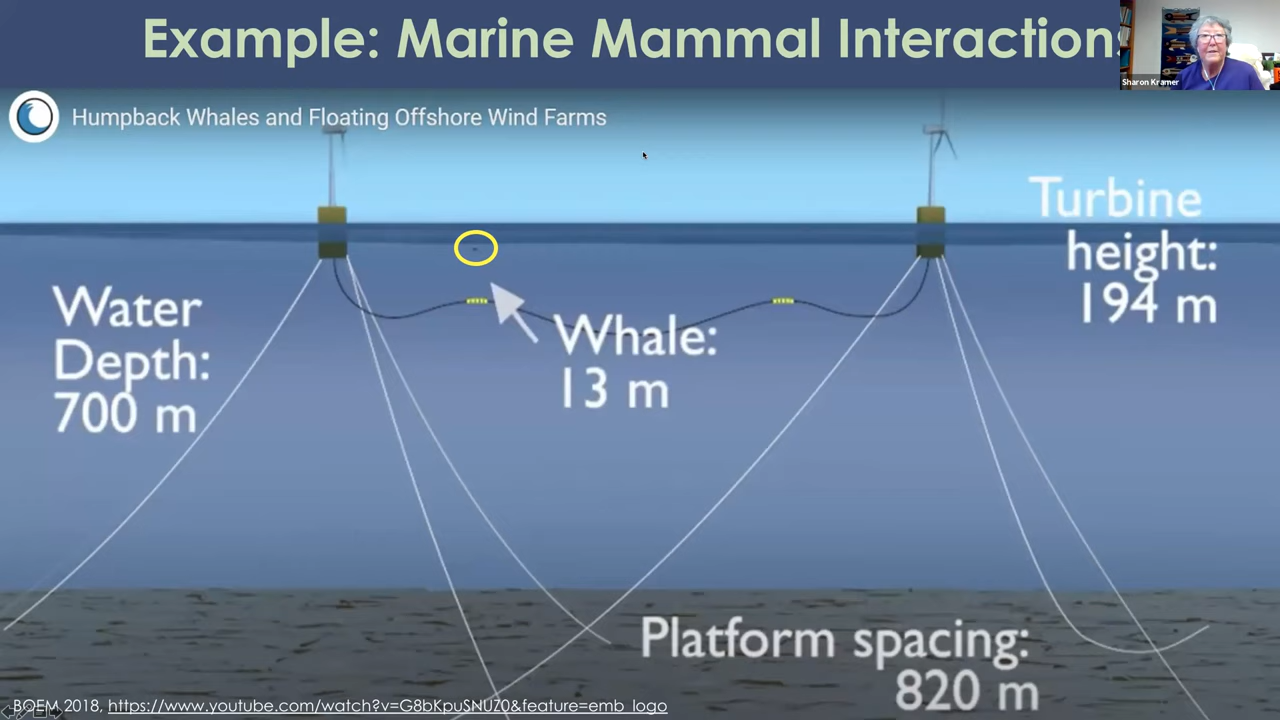 Example: Marine Mammal Interactions
Sharon Kramer
Humpback Whales and Floating Offshore Wind Farms
Turbine
height:
194 m
Water
Depth:
700 m
Whale:
13 m
Platform spacing:
820 m
BOEM 2018, https://www.youtube.com/watch?v=G8bKpuSNUZ0&feature=emb_logo